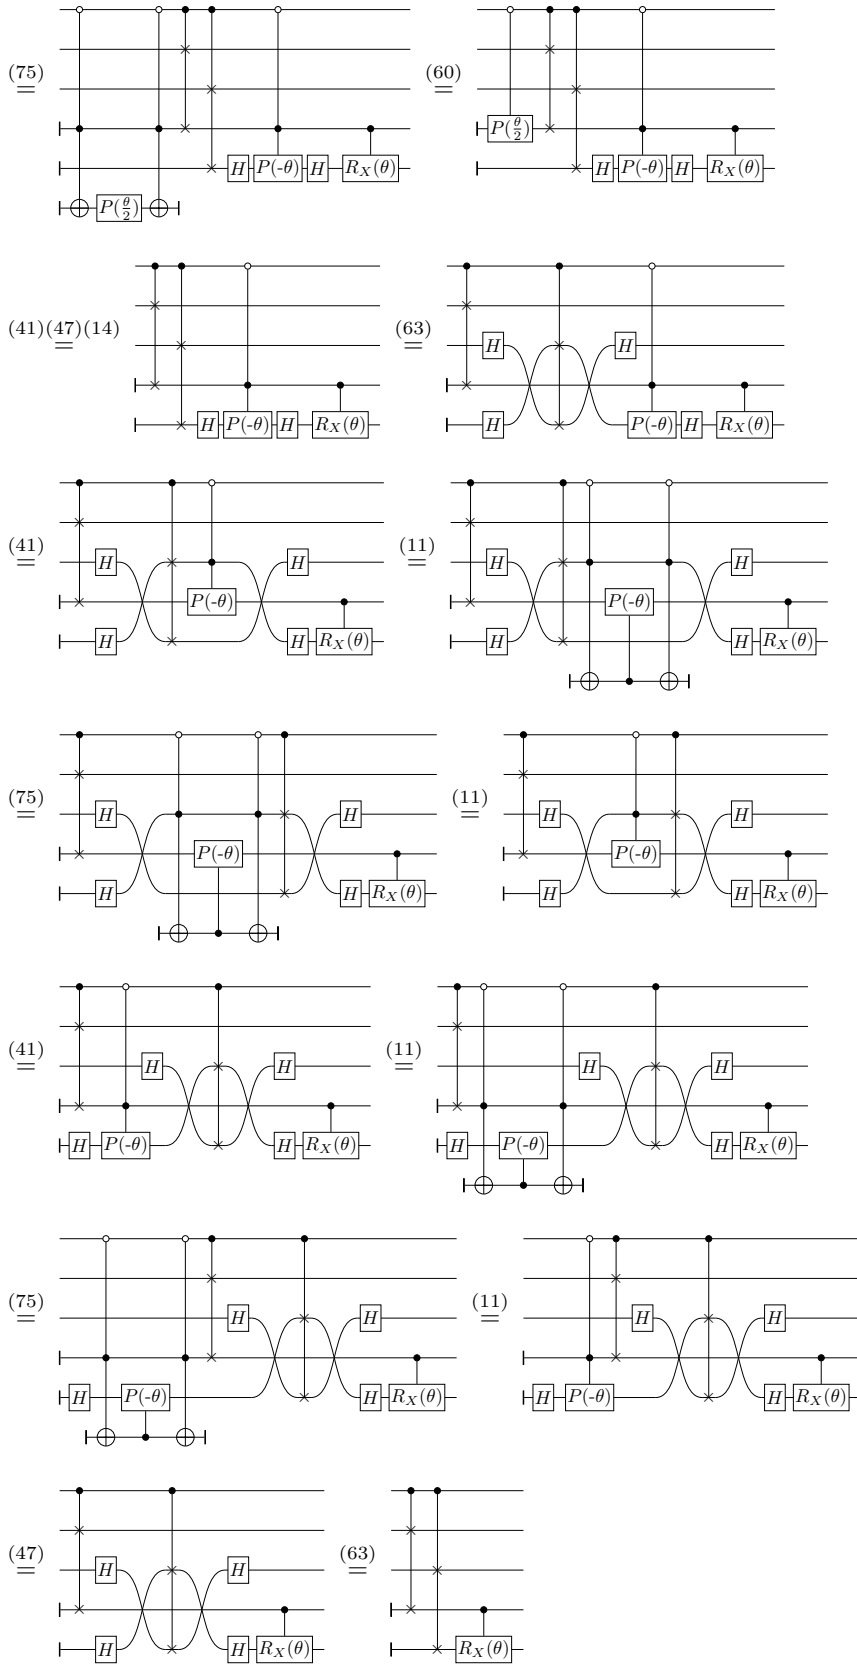 (75) = P(θ/2) H P(-θ) H R_X(θ) (60) = P(θ/2) H P(-θ) H R_X(θ)
(41)(47)(14) = H P(-θ) H R_X(θ) (63) = H H H P(-θ) H R_X(θ)
(41) = H H P(-θ) H H R_X(θ) (11) = H H P(-θ) H H R_X(θ)
(75) = H H P(-θ) H H R_X(θ) (11) = H H P(-θ) H H R_X(θ)
(41) = H P(-θ) H H H R_X(θ) (11) = H P(-θ) H H H R_X(θ)
(75) = H P(-θ) H H H R_X(θ) (11) = H P(-θ) H H H R_X(θ)
(47) = H H H H R_X(θ) (63) = R_X(θ)